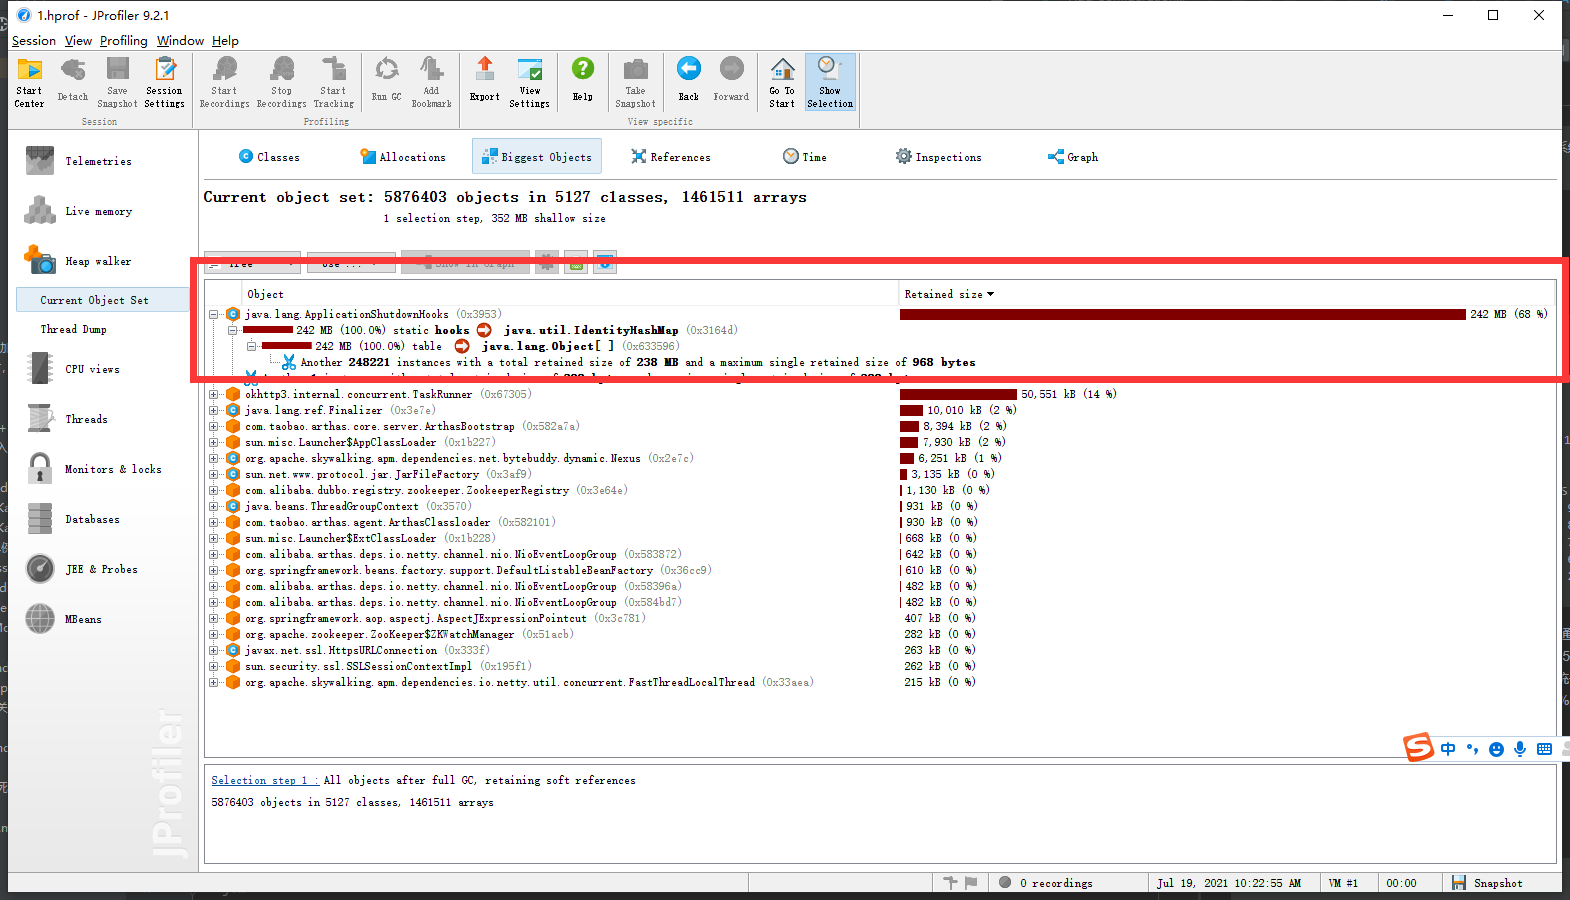 1.hprof - JProfiler 9.2.1
Session View Profiling Window Help
Start Center
Detach
Save Snapshot
Session Settings
Start Recordings
Stop Recordings
Start Tracking
Run GC
Add Bookmark
Export
View Settings
Help
Take Snapshot
Back
Forward
Go To Start
Show Selection
Session
Profiling
View specific
Telemetries
Live memory
Heap walker
Current Object Set
Thread Dump
CPU views
Threads
Monitors & locks
Databases
JEE & Probes
MBeans
JProfiler
Classes Allocations Biggest Objects References Time Inspections Graph
Current object set: 5876403 objects in 5127 classes, 1461511 arrays
1 selection step, 352 MB shallow size
Tree Use ... Show In Graph
Object Retained size
java.lang.ApplicationShutdownHooks (0x3953) 242 MB (68 %)
242 MB (100.0%) static hooks java.util.IdentityHashMap (0x3164d)
242 MB (100.0%) table java.lang.Object[ ] (0x633596)
Another 248221 instances with a total retained size of 238 MB and a maximum single retained size of 968 bytes
okhttp3.internal.concurrent.TaskRunner (0x67305) 50,551 kB (14 %)
java.lang.ref.Finalizer (0x3e7e) 10,010 kB (2 %)
com.taobao.arthas.core.server.ArthasBootstrap (0x582a7a) 8,394 kB (2 %)
sun.misc.Launcher$AppClassLoader (0x1b227) 7,930 kB (2 %)
org.apache.skywalking.apm.dependencies.net.bytebuddy.dynamic.Nexus (0x2e7c) 6,251 kB (1 %)
sun.net.www.protocol.jar.JarFileFactory (0x3af9) 3,135 kB (0 %)
com.alibaba.dubbo.registry.zookeeper.ZookeeperRegistry (0x3e64e) 1,130 kB (0 %)
java.beans.ThreadGroupContext (0x3570) 931 kB (0 %)
com.taobao.arthas.agent.ArthasClassloader (0x582101) 930 kB (0 %)
sun.misc.Launcher$ExtClassLoader (0x1b228) 668 kB (0 %)
com.alibaba.arthas.deps.io.netty.channel.nio.NioEventLoopGroup (0x583872) 642 kB (0 %)
org.springframework.beans.factory.support.DefaultListableBeanFactory (0x36cc9) 610 kB (0 %)
com.alibaba.arthas.deps.io.netty.channel.nio.NioEventLoopGroup (0x58396a) 482 kB (0 %)
com.alibaba.arthas.deps.io.netty.channel.nio.NioEventLoopGroup (0x584bd7) 482 kB (0 %)
org.springframework.aop.aspectj.AspectJExpressionPointcut (0x3c781) 407 kB (0 %)
org.apache.zookeeper.ZooKeeper$ZKWatchManager (0x51acb) 282 kB (0 %)
javax.net.ssl.HttpsURLConnection (0x333f) 263 kB (0 %)
sun.security.ssl.SSLSessionContextImpl (0x195f1) 262 kB (0 %)
org.apache.skywalking.apm.dependencies.io.netty.util.concurrent.FastThreadLocalThread (0x33aea) 215 kB (0 %)
S 中
Selection step 1 : All objects after full GC, retaining soft references
5876403 objects in 5127 classes, 1461511 arrays
0 recordings Jul 19, 2021 10:22:55 AM VM #1 00:00 Snapshot